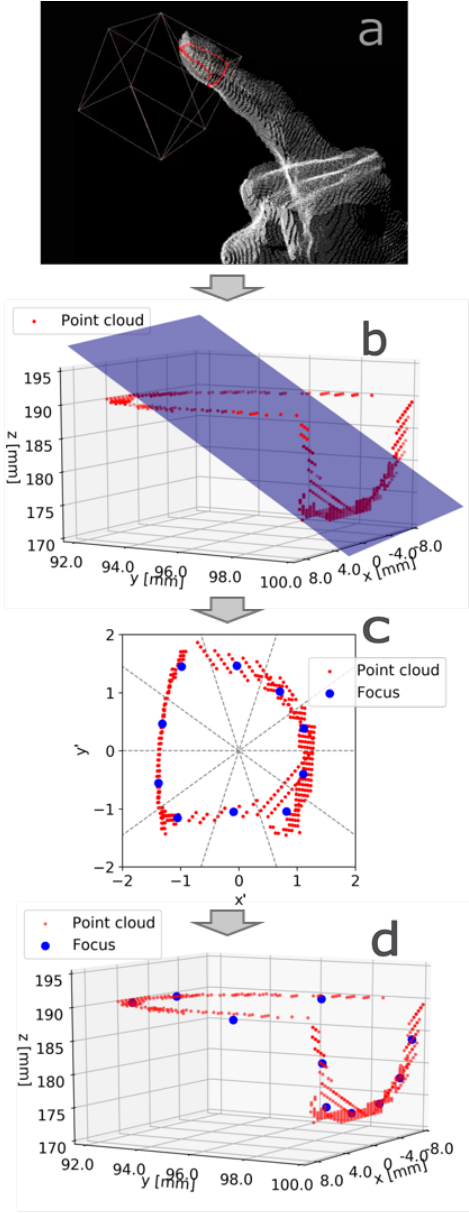 a
Point cloud
b
195
190
185
180
175
170
z [mm]
92.0
94.0
96.0
98.0
100.0
y [mm]
8.0
4.0
0
-4.0
-8.0
x [mm]
c
2
1
0
−1
−2
y'
Point cloud
Focus
−2
−1
0
1
2
x'
d
Point cloud
Focus
195
190
185
180
175
170
z [mm]
92.0
94.0
96.0
98.0
100.0
y [mm]
8.0
4.0
0
-4.0
-8.0
x [mm]